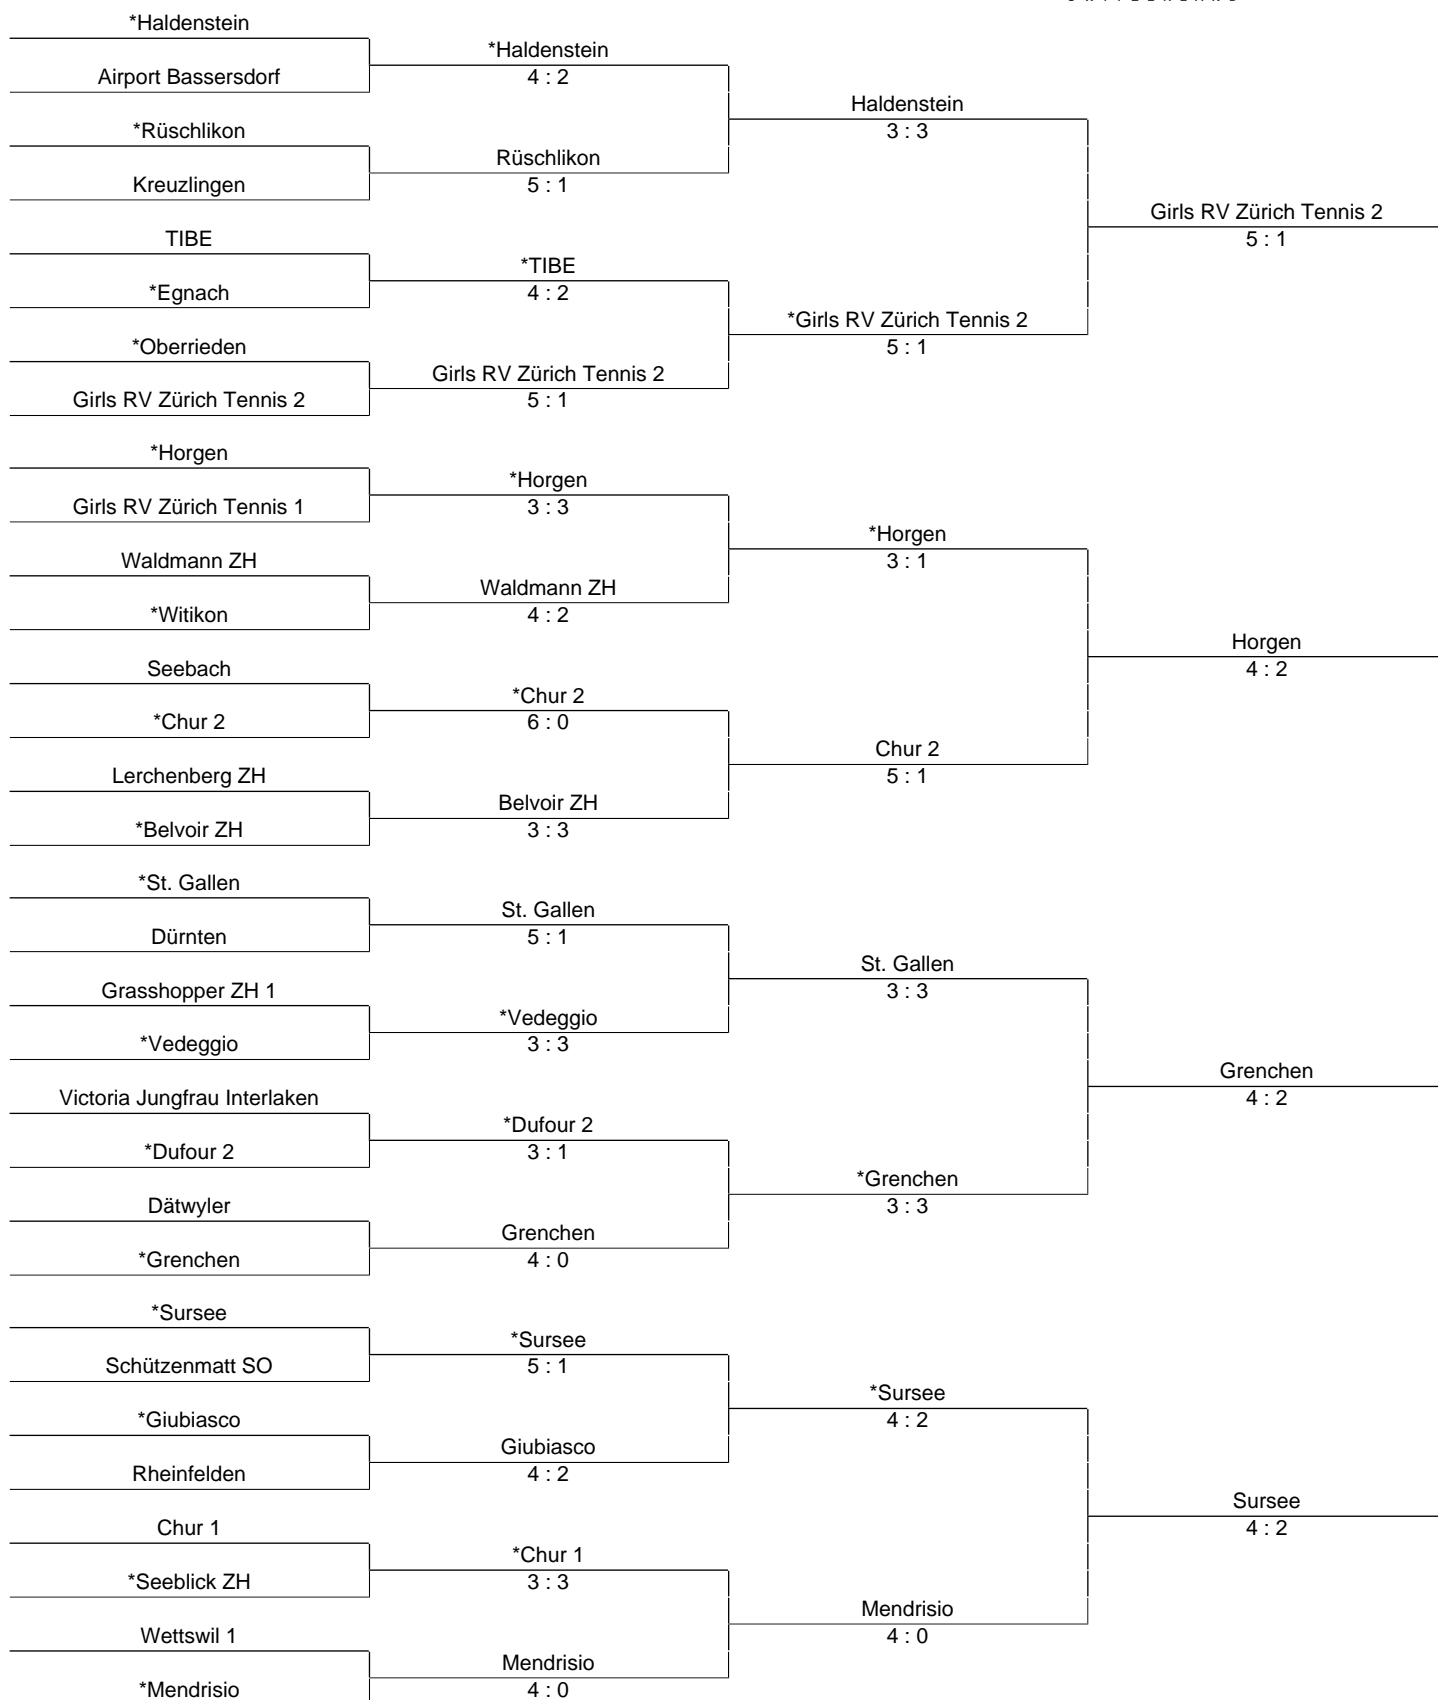 *Haldenstein
Airport Bassersdorf
*Rüschlikon
Kreuzlingen
TIBE
*Egnach
*Oberrieden
Girls RV Zürich Tennis 2
*Horgen
Girls RV Zürich Tennis 1
Waldmann ZH
*Witikon
Seebach
*Chur 2
Lerchenberg ZH
*Belvoir ZH
*St. Gallen
Dürnten
Grasshopper ZH 1
*Vedeggio
Victoria Jungfrau Interlaken
*Dufour 2
Dätwyler
*Grenchen
*Sursee
Schützenmatt SO
*Giubiasco
Rheinfelden
Chur 1
*Seeblick ZH
Wettswil 1
*Mendrisio
*Haldenstein
4 : 2
Rüschlikon
5 : 1
*TIBE
4 : 2
Girls RV Zürich Tennis 2
5 : 1
*Horgen
3 : 3
Waldmann ZH
4 : 2
*Chur 2
6 : 0
Belvoir ZH
3 : 3
St. Gallen
5 : 1
*Vedeggio
3 : 3
*Dufour 2
3 : 1
Grenchen
4 : 0
*Sursee
5 : 1
Giubiasco
4 : 2
*Chur 1
3 : 3
Mendrisio
4 : 0
Haldenstein
3 : 3
*Girls RV Zürich Tennis 2
5 : 1
*Horgen
3 : 1
Chur 2
5 : 1
St. Gallen
3 : 3
*Grenchen
3 : 3
*Sursee
4 : 2
Mendrisio
4 : 0
Girls RV Zürich Tennis 2
5 : 1
Horgen
4 : 2
Grenchen
4 : 2
Sursee
4 : 2